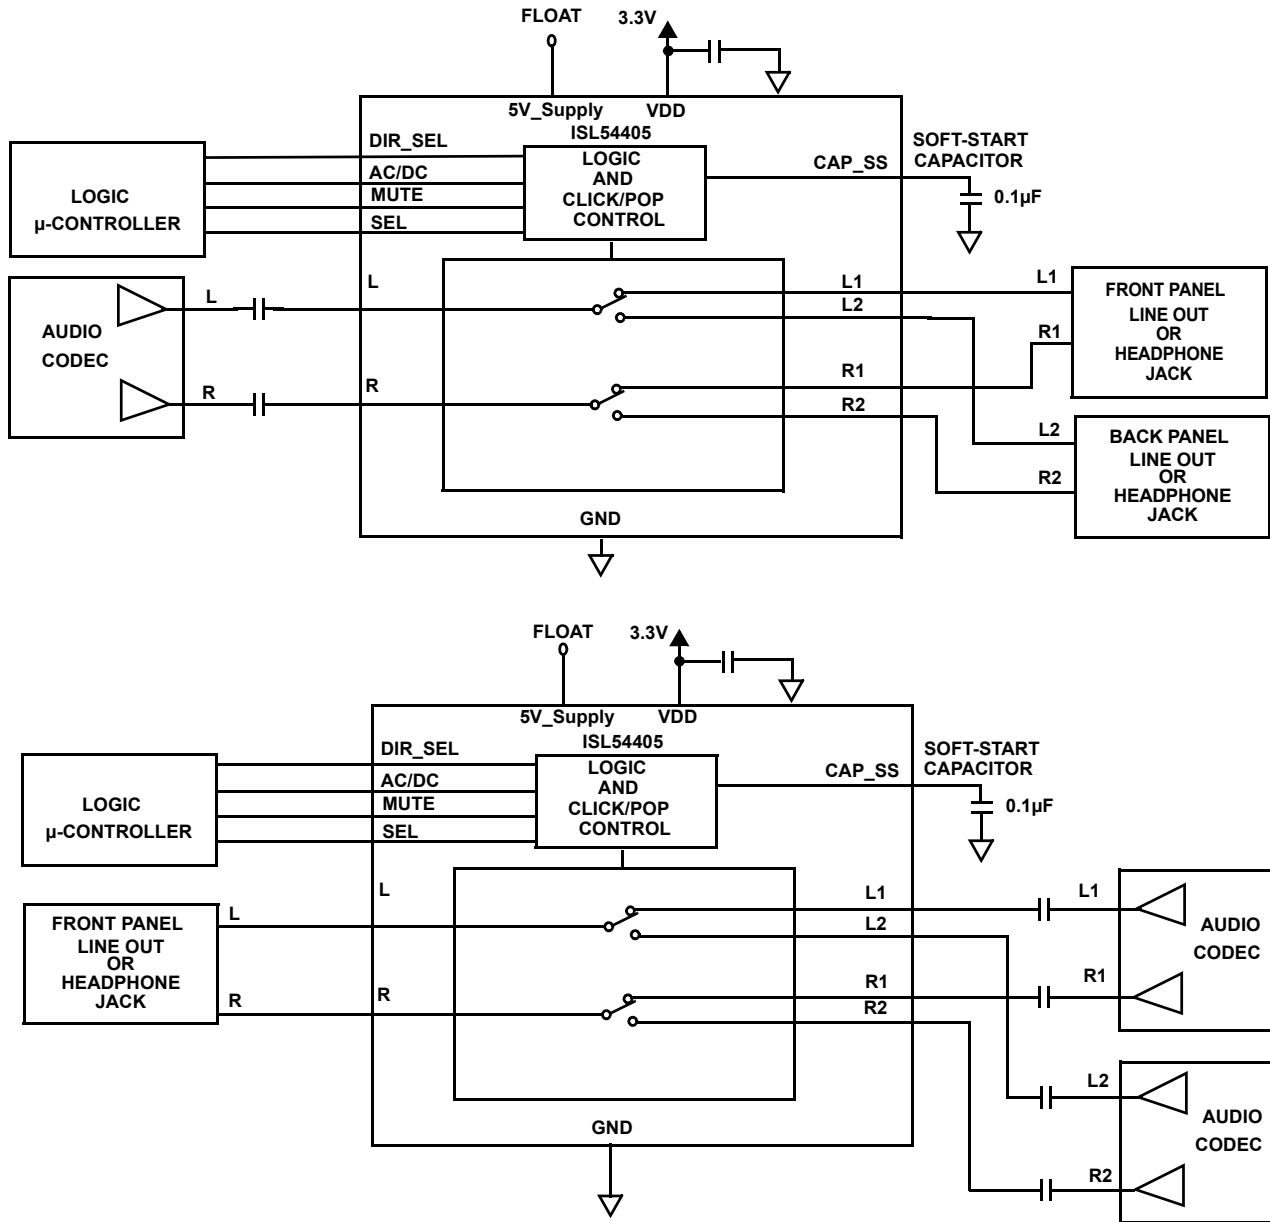 FLOAT
3.3V
5V_Supply
VDD
ISL54405
DIR_SEL
AC/DC
MUTE
SEL
LOGIC
µ-CONTROLLER
LOGIC
AND
CLICK/POP
CONTROL
CAP_SS
SOFT-START
CAPACITOR
0.1µF
AUDIO
CODEC
L
R
L
R
L1
L2
R1
R2
L1
R1
FRONT PANEL
LINE OUT
OR
HEADPHONE
JACK
L2
R2
BACK PANEL
LINE OUT
OR
HEADPHONE
JACK
GND
FLOAT
3.3V
5V_Supply
VDD
ISL54405
DIR_SEL
AC/DC
MUTE
SEL
LOGIC
µ-CONTROLLER
LOGIC
AND
CLICK/POP
CONTROL
CAP_SS
SOFT-START
CAPACITOR
0.1µF
FRONT PANEL
LINE OUT
OR
HEADPHONE
JACK
L
R
L
R
L1
L2
R1
R2
L1
R1
AUDIO
CODEC
L2
R2
AUDIO
CODEC
GND